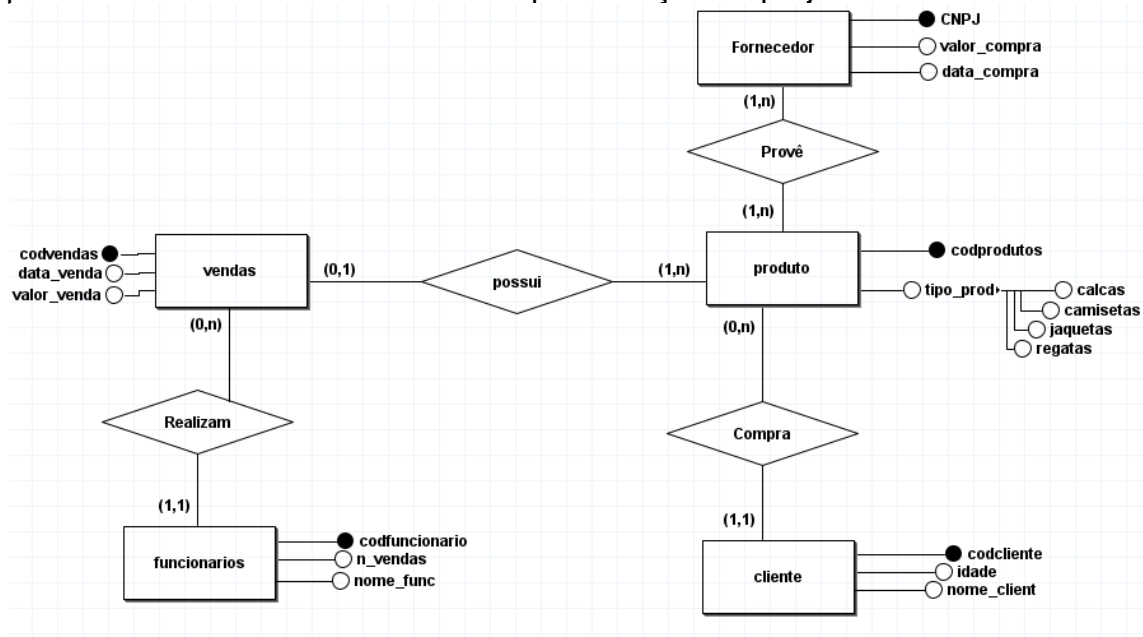 CNPJ
Fornecedor
valor_compra
data_compra
(1,n)
Provê
(1,n)
codvendas
data_venda
valor_venda
vendas
(0,1)
possui
(1,n)
produto
codprodutos
tipo_prod
calcas
camisetas
jaquetas
regatas
(0,n)
(0,n)
Realizam
Compra
(1,1)
(1,1)
funcionarios
codfuncionario
n_vendas
nome_func
cliente
codcliente
idade
nome_client